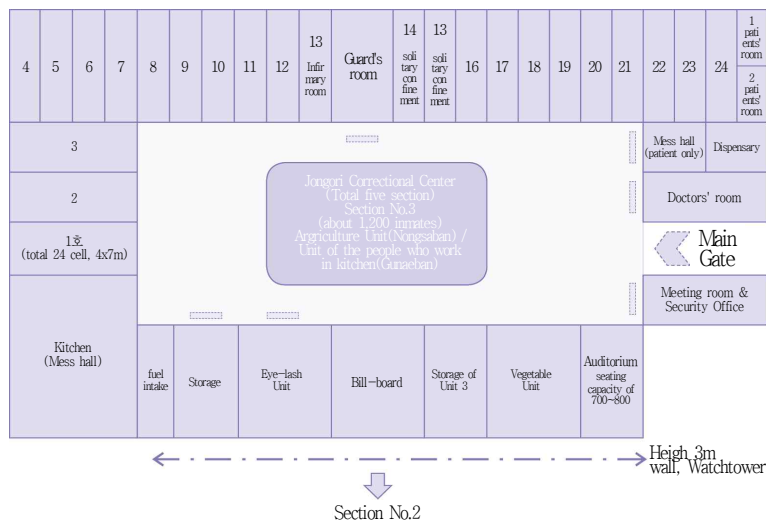 4
5
6
7
8
9
10
11
12
13
Infir
mary
room
Guard's
room
14
soli
tary
con
fine
ment
13
soli
tary
con
fine
ment
16
17
18
19
20
21
22
23
24
1
pati
ents'
room
2
pati
ents'
room
3
2
1호
(total 24 cell, 4x7m)
Kitchen
(Mess hall)
Jongori Correctional Center
(Total five section)
Section No,3
(about 1,200 inmates)
Argriculture Unit(Nongsaban) /
Unit of the people who work
in kitchen(Gunaeban)
Mess hall
(patient only)
Dispensary
Doctors' room
Main
Gate
Meeting room &
Security Office
fuel
intake
Storage
Eye-lash
Unit
Bill-board
Storage of
Unit 3
Vegetable
Unit
Auditorium
seating
capacity of
700~800
Heigh 3m
wall, Watchtower
Section No.2